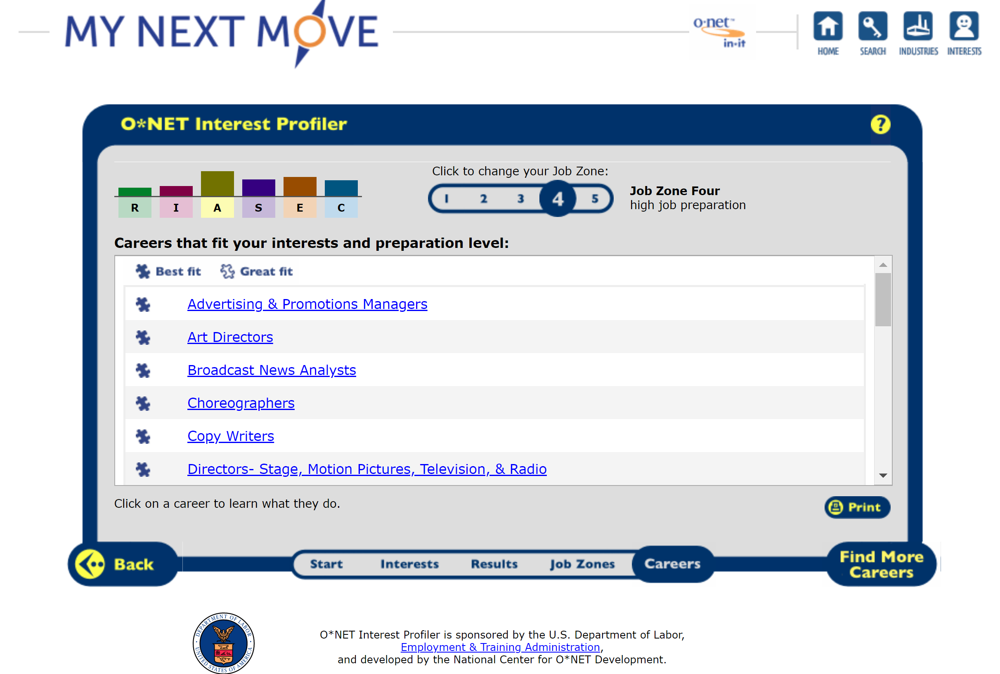 MY NEXT MOVE
o·net™
in·it
HOME SEARCH INDUSTRIES INTERESTS
O*NET Interest Profiler
?
Click to change your Job Zone:
1 2 3 4 5
Job Zone Four
high job preparation
R I A S E C
Careers that fit your interests and preparation level:
Best fit Great fit
Advertising & Promotions Managers
Art Directors
Broadcast News Analysts
Choreographers
Copy Writers
Directors- Stage, Motion Pictures, Television, & Radio
Click on a career to learn what they do.
Print
Back
Start Interests Results Job Zones Careers
Find More
Careers
DEPARTMENT OF LABOR
UNITED STATES OF AMERICA
O*NET Interest Profiler is sponsored by the U.S. Department of Labor,
Employment & Training Administration,
and developed by the National Center for O*NET Development.